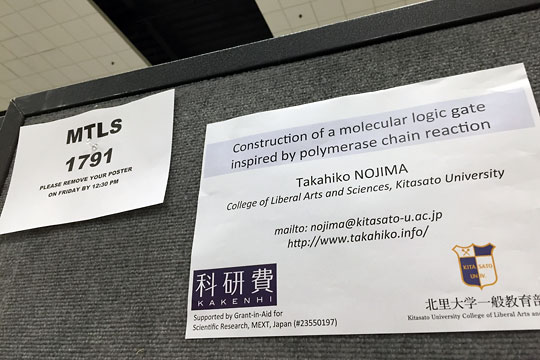 MTLS
1791
PLEASE REMOVE YOUR POSTER
ON FRIDAY BY 12:30 PM
Construction of a molecular logic gate
inspired by polymerase chain reaction
Takahiko NOJIMA
College of Liberal Arts and Sciences, Kitasato University
mailto: nojima@kitasato-u.ac.jp
http://www.takahiko.info/
科研費
KAKENHI
Supported by Grant-in-Aid for
Scientific Research, MEXT, Japan (#23550197)
KITA SATO
UNIV.
北里大学一般教育部
Kitasato University College of Liberal Arts and